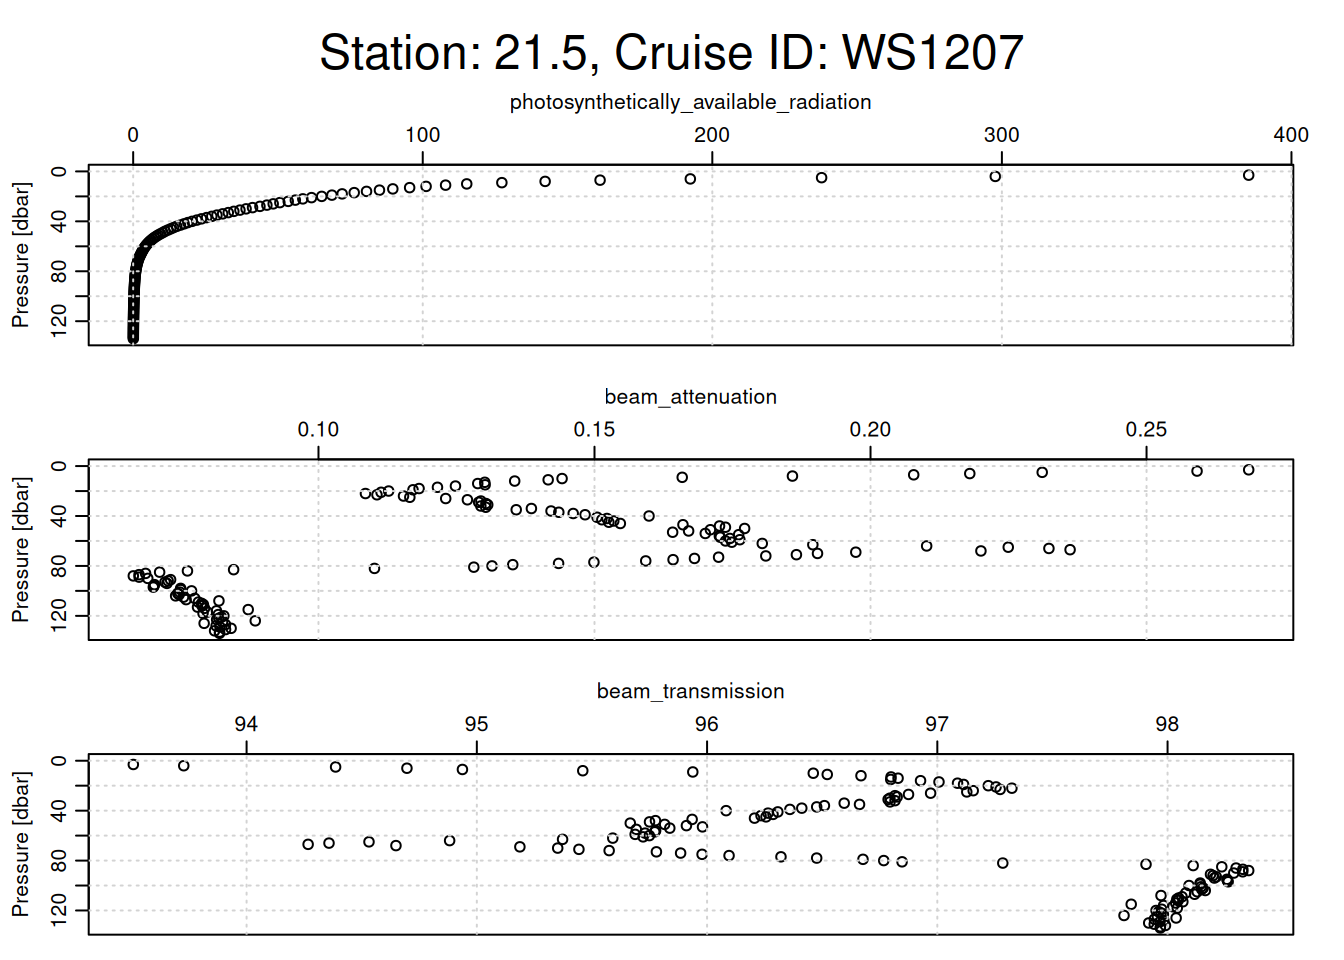 Station: 21.5, Cruise ID: WS1207
photosynthetically_available_radiation
0 100 200 300 400
Pressure [dbar]
0
40
80
120
beam_attenuation
0.10 0.15 0.20 0.25
Pressure [dbar]
0
40
80
120
beam_transmission
94 95 96 97 98
Pressure [dbar]
0
40
80
120